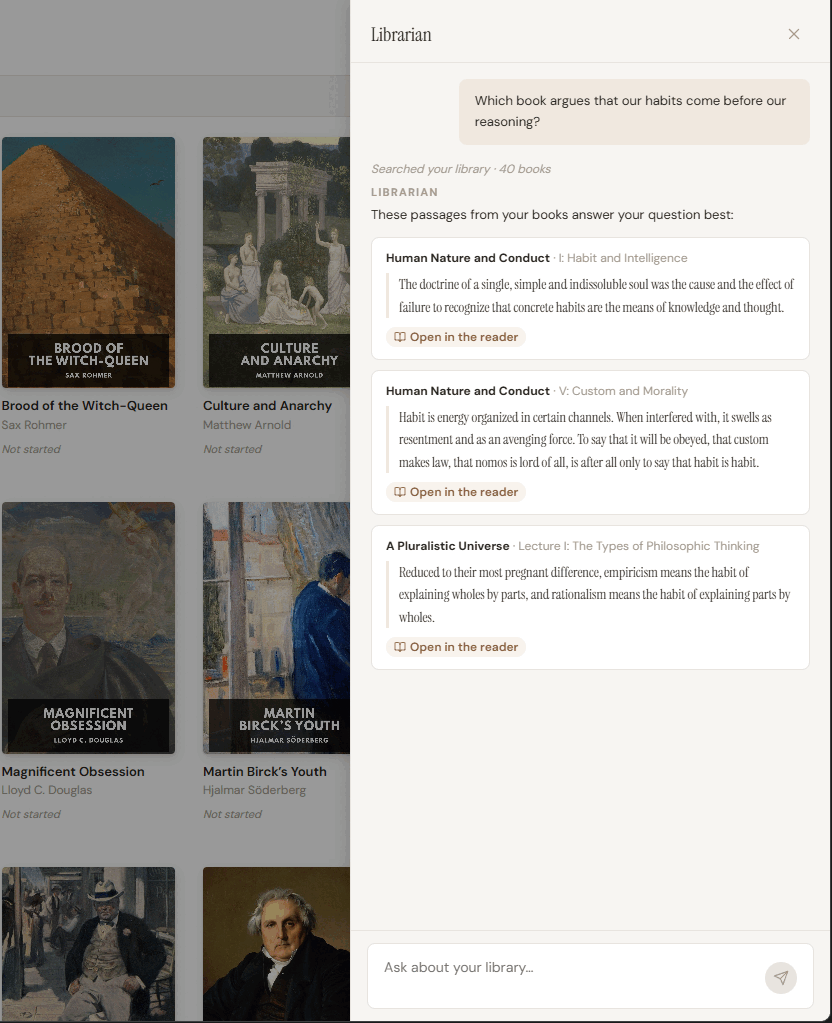 Librarian
Which book argues that our habits come before our
reasoning?
Searched your library · 40 books
LIBRARIAN
These passages from your books answer your question best:
Human Nature and Conduct · I: Habit and Intelligence
The doctrine of a single, simple and indissoluble soul was the cause and the effect of
failure to recognize that concrete habits are the means of knowledge and thought.
Open in the reader
Human Nature and Conduct · V: Custom and Morality
Habit is energy organized in certain channels. When interfered with, it swells as
resentment and as an avenging force. To say that it will be obeyed, that custom
makes law, that nomos is lord of all, is after all only to say that habit is habit.
Open in the reader
A Pluralistic Universe · Lecture I: The Types of Philosophic Thinking
Reduced to their most pregnant difference, empiricism means the habit of
explaining wholes by parts, and rationalism means the habit of explaining parts by
wholes.
Open in the reader
Ask about your library...
BROOD OF
THE WITCH-QUEEN
SAX ROHMER
Brood of the Witch-Queen
Sax Rohmer
Not started
CULTURE
AND ANARCHY
MATTHEW ARNOLD
Culture and Anarchy
Matthew Arnold
Not started
MAGNIFICENT
OBSESSION
LLOYD C. DOUGLAS
Magnificent Obsession
Lloyd C. Douglas
Not started
MARTIN
BIRCK'S YOUTH
HJALMAR SÖDERBERG
Martin Birck's Youth
Hjalmar Söderberg
Not started